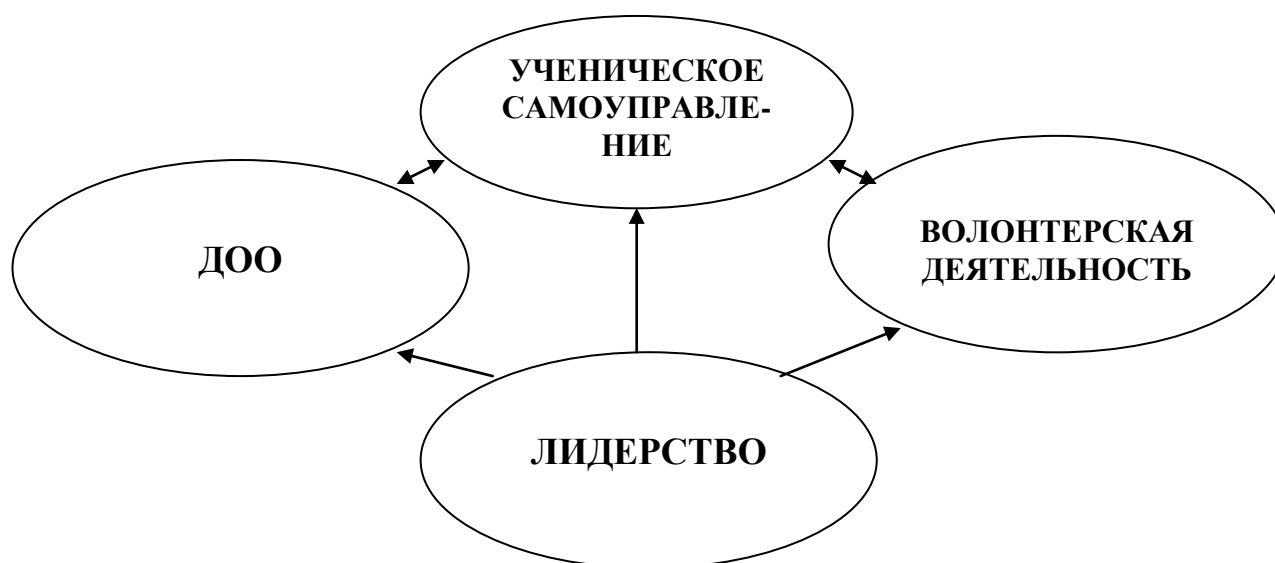 УЧЕНИЧЕСКОЕ
САМОУПРАВЛЕ-
НИЕ
ДОО
ВОЛОНТЕРСКАЯ
ДЕЯТЕЛЬНОСТЬ
ЛИДЕРСТВО